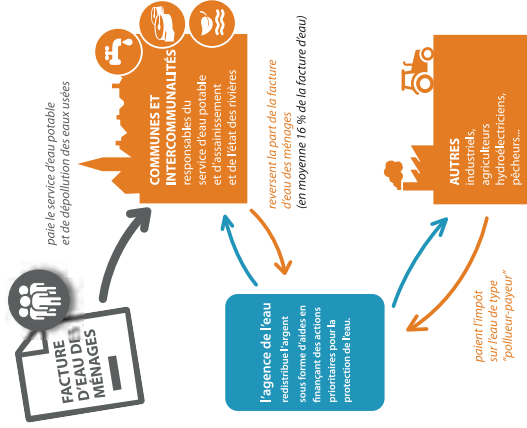 FACTURE
D'EAU DES
MÉNAGES
paie le service d'eau potable
et de dépollution des eaux usées
COMMUNES ET
INTERCOMMUNALITÉS
responsables du
service d'eau potable
et d'assainissement
et de l'état des rivières
reversent la part de la facture
d'eau des ménages
(en moyenne 16 % de la facture d'eau)
l'agence de l'eau
redistribue l'argent
sous forme d'aides en
finançant des actions
prioritaires pour la
protection de l'eau.
AUTRES
industriels,
agriculteurs
hydroélectriciens,
pêcheurs...
paient l'impôt
sur l'eau de type
"pollueur-payeur"